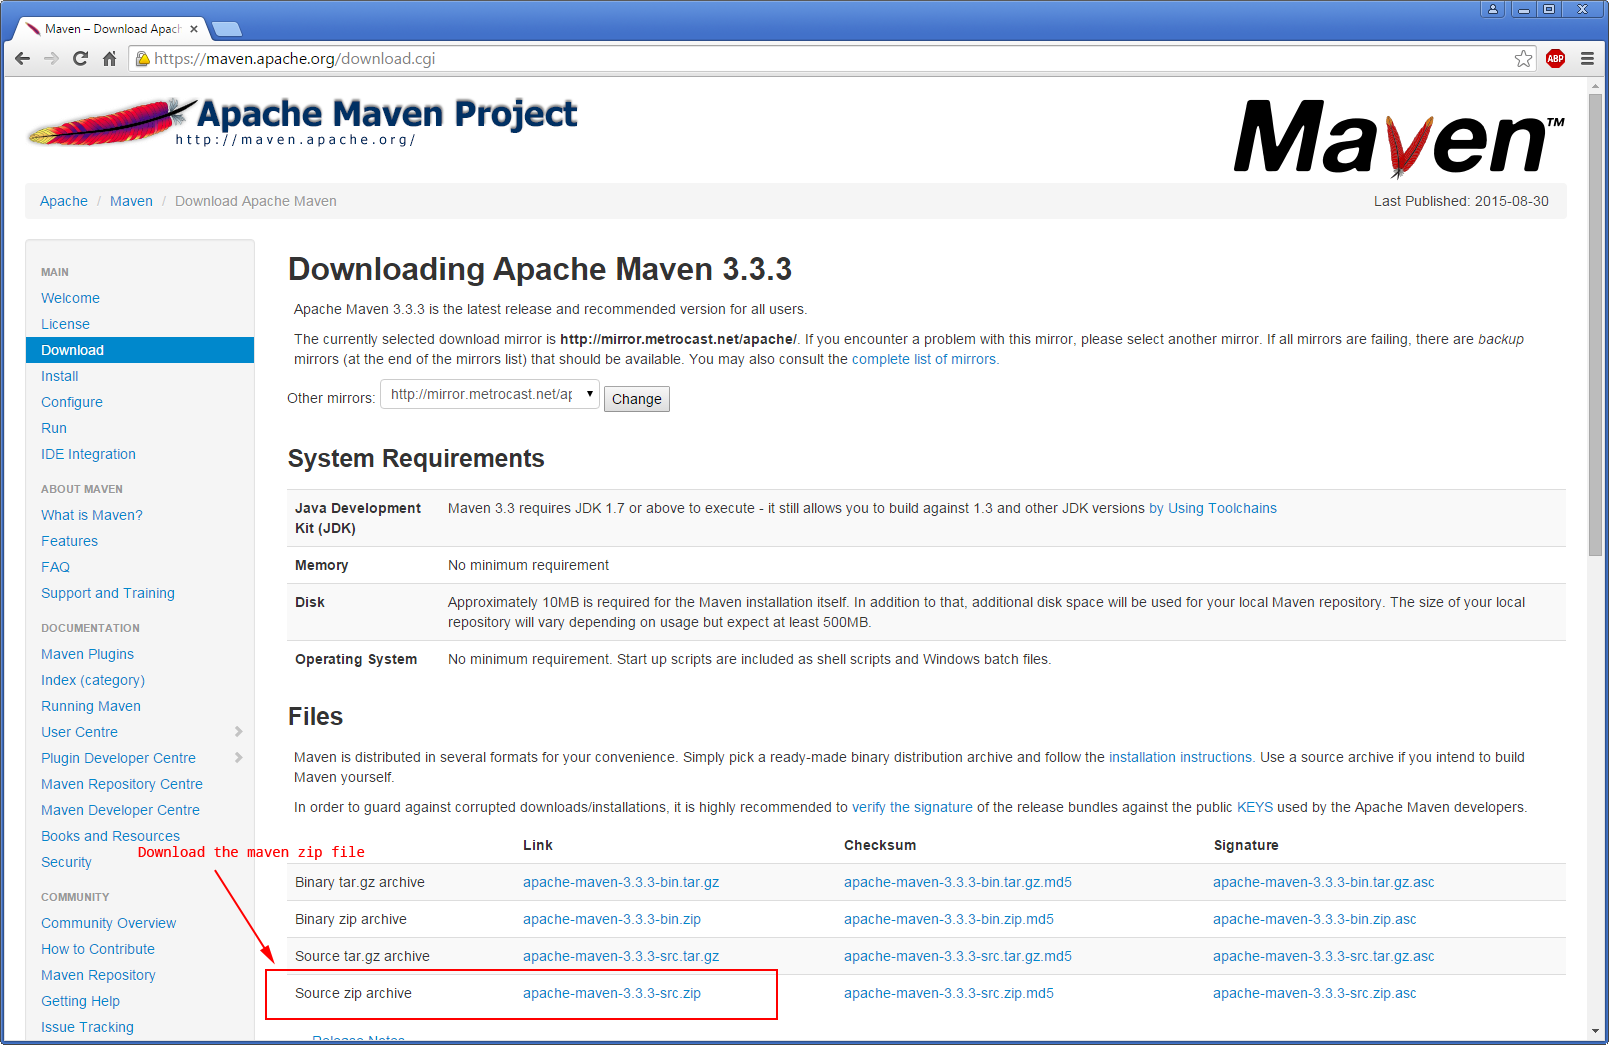 Maven – Download Apach
https://maven.apache.org/download.cgi
ABP
Apache Maven Project
http://maven.apache.org/
Maven™
Apache / Maven / Download Apache Maven
Last Published: 2015-08-30
MAIN
Welcome
License
Download
Install
Configure
Run
IDE Integration
ABOUT MAVEN
What is Maven?
Features
FAQ
Support and Training
DOCUMENTATION
Maven Plugins
Index (category)
Running Maven
User Centre
Plugin Developer Centre
Maven Repository Centre
Maven Developer Centre
Books and Resources
Security
COMMUNITY
Community Overview
How to Contribute
Maven Repository
Getting Help
Issue Tracking
Downloading Apache Maven 3.3.3
Apache Maven 3.3.3 is the latest release and recommended version for all users.
The currently selected download mirror is http://mirror.metrocast.net/apache/. If you encounter a problem with this mirror, please select another mirror. If all mirrors are failing, there are backup
mirrors (at the end of the mirrors list) that should be available. You may also consult the complete list of mirrors.
Other mirrors: http://mirror.metrocast.net/ap Change
System Requirements
Java Development Kit (JDK) Maven 3.3 requires JDK 1.7 or above to execute - it still allows you to build against 1.3 and other JDK versions by Using Toolchains
Memory No minimum requirement
Disk Approximately 10MB is required for the Maven installation itself. In addition to that, additional disk space will be used for your local Maven repository. The size of your local
repository will vary depending on usage but expect at least 500MB.
Operating System No minimum requirement. Start up scripts are included as shell scripts and Windows batch files.
Files
Maven is distributed in several formats for your convenience. Simply pick a ready-made binary distribution archive and follow the installation instructions. Use a source archive if you intend to build
Maven yourself.
In order to guard against corrupted downloads/installations, it is highly recommended to verify the signature of the release bundles against the public KEYS used by the Apache Maven developers.
Download the maven zip file
Link Checksum Signature
Binary tar.gz archive apache-maven-3.3.3-bin.tar.gz apache-maven-3.3.3-bin.tar.gz.md5 apache-maven-3.3.3-bin.tar.gz.asc
Binary zip archive apache-maven-3.3.3-bin.zip apache-maven-3.3.3-bin.zip.md5 apache-maven-3.3.3-bin.zip.asc
Source tar.gz archive apache-maven-3.3.3-src.tar.gz apache-maven-3.3.3-src.tar.gz.md5 apache-maven-3.3.3-src.tar.gz.asc
Source zip archive apache-maven-3.3.3-src.zip apache-maven-3.3.3-src.zip.md5 apache-maven-3.3.3-src.zip.asc
Release Notes